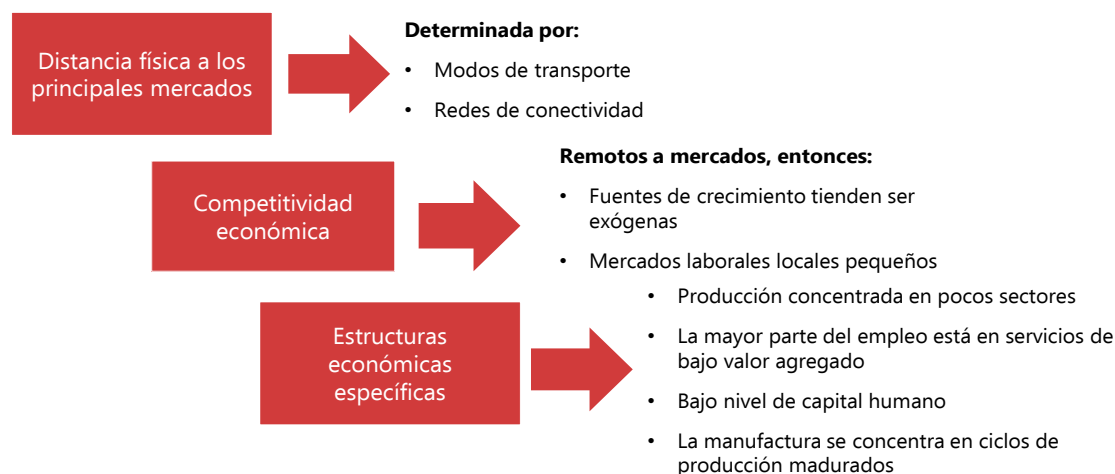 Distancia física a los
principales mercados
Determinada por:
• Modos de transporte
• Redes de conectividad
Competitividad
económica
Remotos a mercados, entonces:
• Fuentes de crecimiento tienden ser
exógenas
• Mercados laborales locales pequeños
Estructuras
económicas
específicas
• Producción concentrada en pocos sectores
• La mayor parte del empleo está en servicios de
bajo valor agregado
• Bajo nivel de capital humano
• La manufactura se concentra en ciclos de
producción madurados